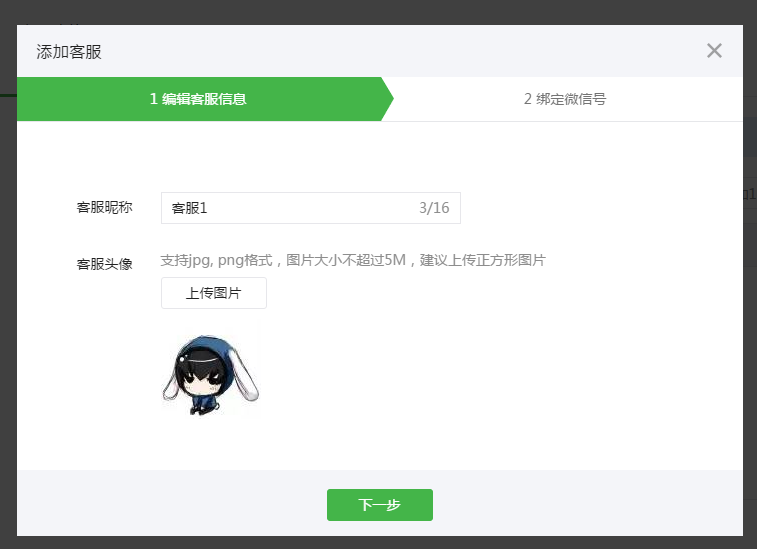 添加客服
1 编辑客服信息
2 绑定微信号
客服昵称
客服1
3/16
客服头像
支持jpg, png格式，图片大小不超过5M，建议上传正方形图片
上传图片
下一步